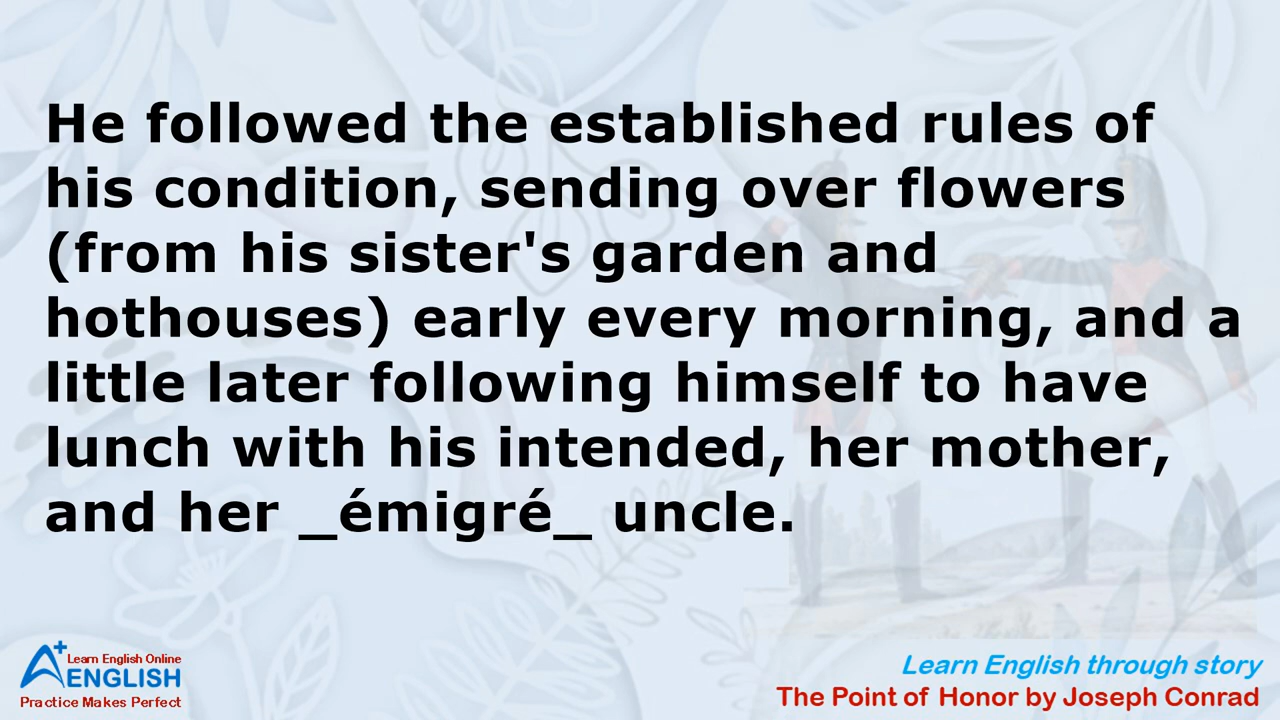 He followed the established rules of
his condition, sending over flowers
(from his sister's garden and
hothouses) early every morning, and a
little later following himself to have
lunch with his intended, her mother,
and her _émigré_ uncle.
A+ Learn English Online
ENGLISH
Practice Makes Perfect
Learn English through story
The Point of Honor by Joseph Conrad